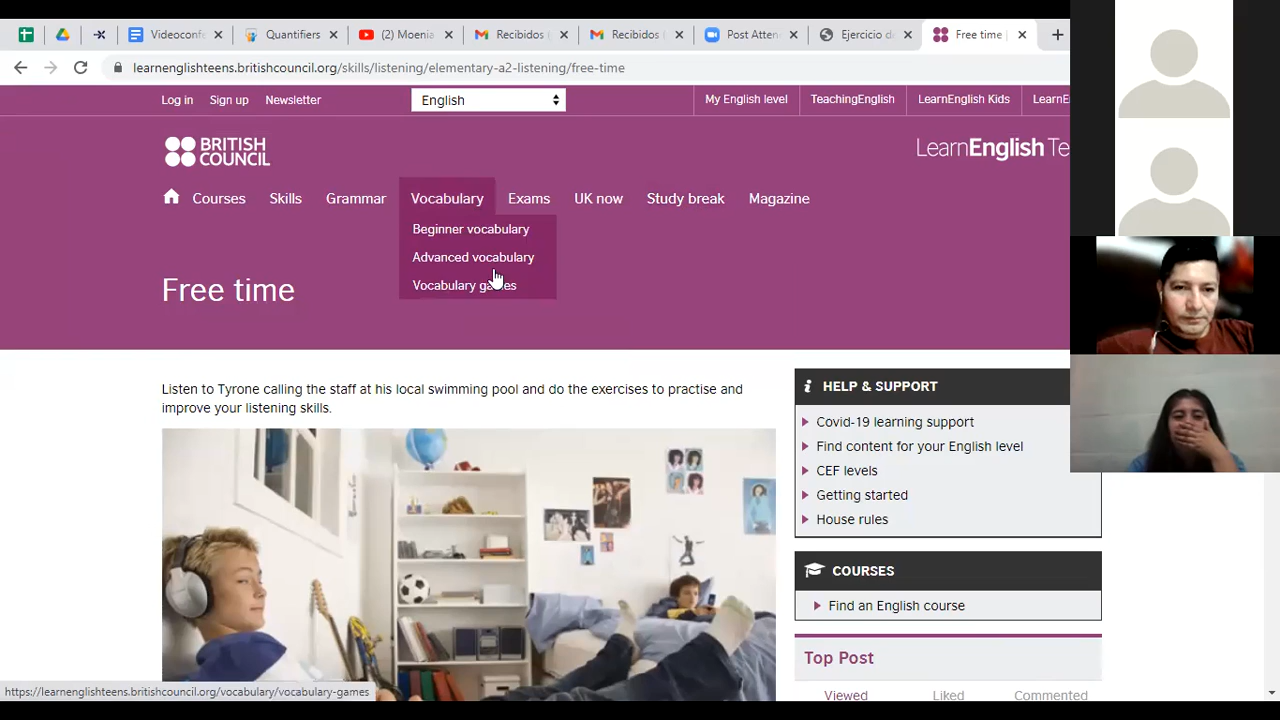 Videoconfe
Quantifiers
(2) Moenia
Recibidos
Recibidos
Post Atten
Ejercicio d
Free time
learnenglishteens.britishcouncil.org/skills/listening/elementary-a2-listening/free-time
Log in Sign up Newsletter English My English level TeachingEnglish LearnEnglish Kids LearnE
BRITISH
COUNCIL
LearnEnglish Te
Courses Skills Grammar Vocabulary Exams UK now Study break Magazine
Beginner vocabulary
Advanced vocabulary
Vocabulary games
Free time
Listen to Tyrone calling the staff at his local swimming pool and do the exercises to practise and
improve your listening skills.
HELP & SUPPORT
Covid-19 learning support
Find content for your English level
CEF levels
Getting started
House rules
COURSES
Find an English course
Top Post
Viewed Liked Commented
https://learnenglishteens.britishcouncil.org/vocabulary/vocabulary-games